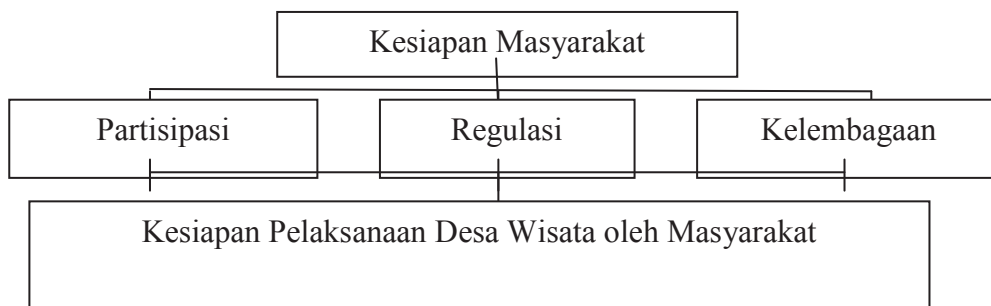 Kesiapan Masyarakat
Partisipasi
Regulasi
Kelembagaan
Kesiapan Pelaksanaan Desa Wisata oleh Masyarakat